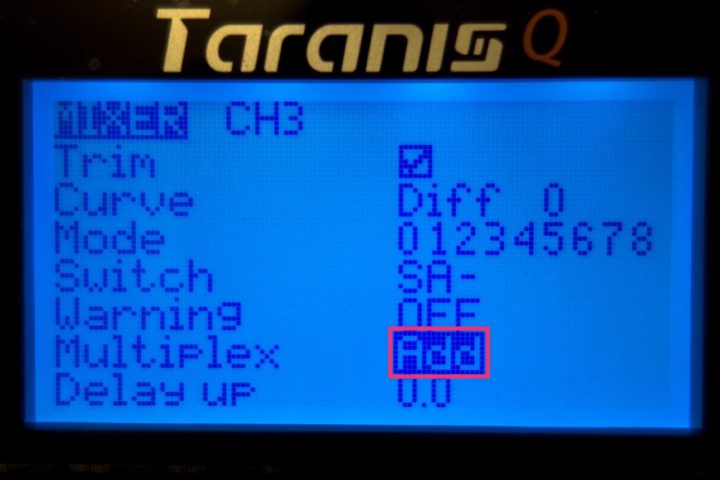 Taranis Q
MIXER CH3
Trim
Curve Diff 0
Mode 012345678
Switch SA-
Warning OFF
Multiplex Add
Delay up 0.0